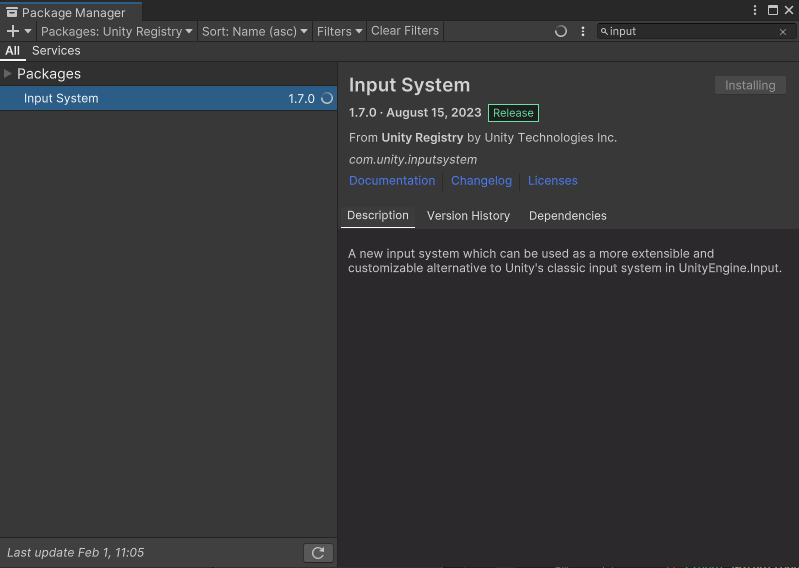 Package Manager
Packages: Unity Registry Sort: Name (asc) Filters Clear Filters input
All Services
Packages
Input System 1.7.0
Last update Feb 1, 11:05
Input System Installing
1.7.0 · August 15, 2023 Release
From Unity Registry by Unity Technologies Inc.
com.unity.inputsystem
Documentation Changelog Licenses
Description Version History Dependencies
A new input system which can be used as a more extensible and
customizable alternative to Unity's classic input system in UnityEngine.Input.